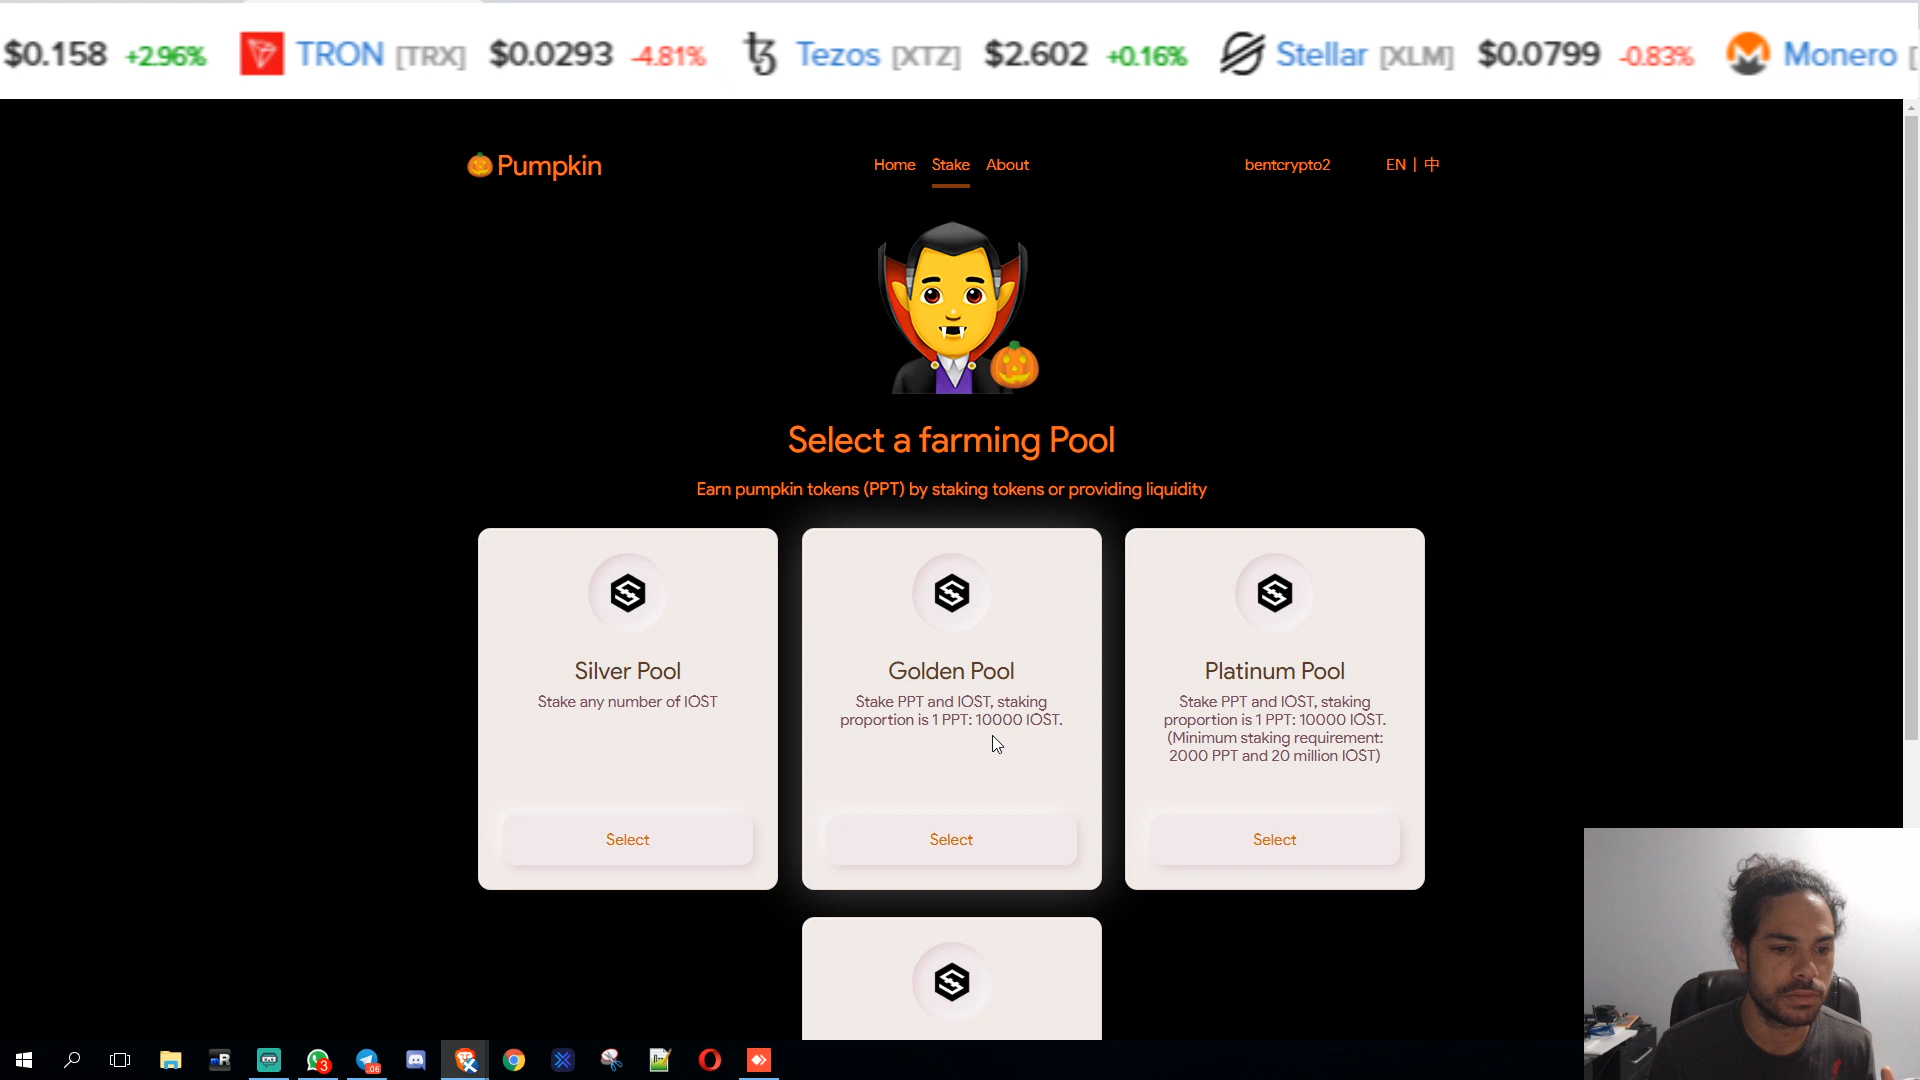 $0.158 +2.96% TRON [TRX] $0.0293 -4.81% Tezos [XTZ] $2.602 +0.16% Stellar [XLM] $0.0799 -0.83% Monero [
Pumpkin Home Stake About bentcrypto2 EN | 中
Select a farming Pool
Earn pumpkin tokens (PPT) by staking tokens or providing liquidity
Silver Pool
Stake any number of IOST
Select
Golden Pool
Stake PPT and IOST, staking
proportion is 1 PPT: 10000 IOST.
Select
Platinum Pool
Stake PPT and IOST, staking
proportion is 1 PPT: 10000 IOST.
(Minimum staking requirement:
2000 PPT and 20 million IOST)
Select
R 3 .06